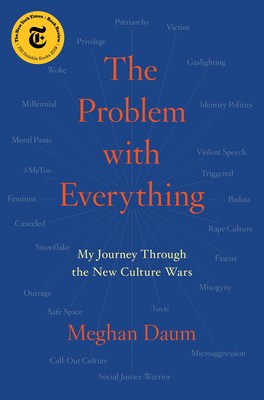 The New York Times · Book Review
100 Notable Books 2019
Patriarchy
Victim
Privilege
Gaslighting
Woke
The
Problem
with
Everything
Millennial
Identity Politics
Moral Panic
Violent Speech
#MeToo
Triggered
Feminist
Badass
Canceled
Rape Culture
Snowflake
My Journey Through
the New Culture Wars
Fascist
Misogyny
Outrage
Safe Space
Toxic
Meghan Daum
Call-Out Culture
Microaggression
Social Justice Warrior